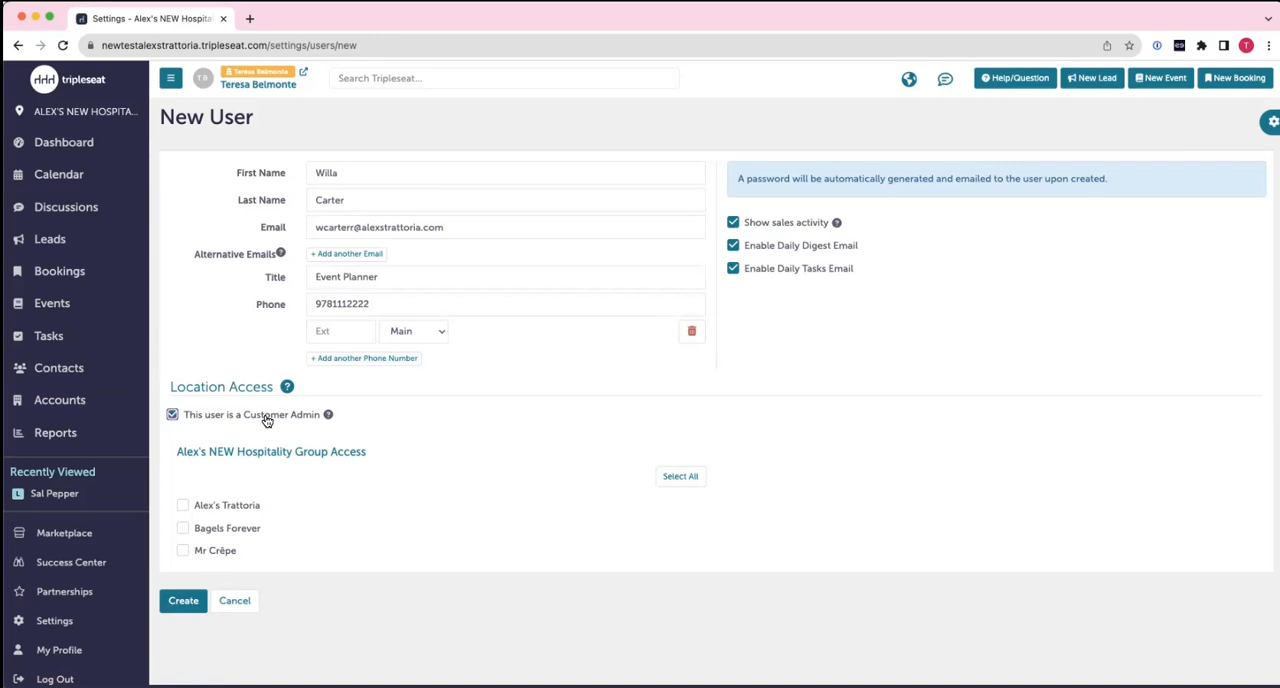 Settings - Alex's NEW Hospita
newtestalexstrattoria.tripleseat.com/settings/users/new
T
tripleseat
ALEX'S NEW HOSPITA...
Dashboard
Calendar
Discussions
Leads
Bookings
Events
Tasks
Contacts
Accounts
Reports
Recently Viewed
L Sal Pepper
Marketplace
Success Center
Partnerships
Settings
My Profile
Log Out
TB
Teresa Belmonte
Teresa Belmonte
Search Tripleseat...
Help/Question
New Lead
New Event
New Booking
New User
First Name Willa
Last Name Carter
Email wcarterr@alexstrattoria.com
Alternative Emails ? + Add another Email
Title Event Planner
Phone 9781112222
Ext Main
+ Add another Phone Number
A password will be automatically generated and emailed to the user upon created.
Show sales activity ?
Enable Daily Digest Email
Enable Daily Tasks Email
Location Access ?
This user is a Customer Admin ?
Alex's NEW Hospitality Group Access
Select All
Alex's Trattoria
Bagels Forever
Mr Crêpe
Create Cancel